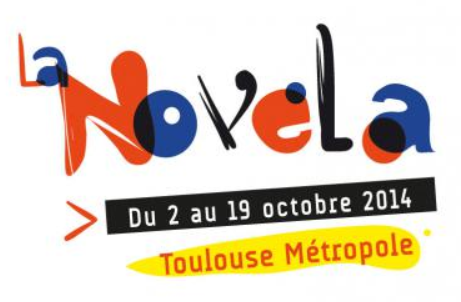 La
Novela
Du 2 au 19 octobre 2014
Toulouse Métropole